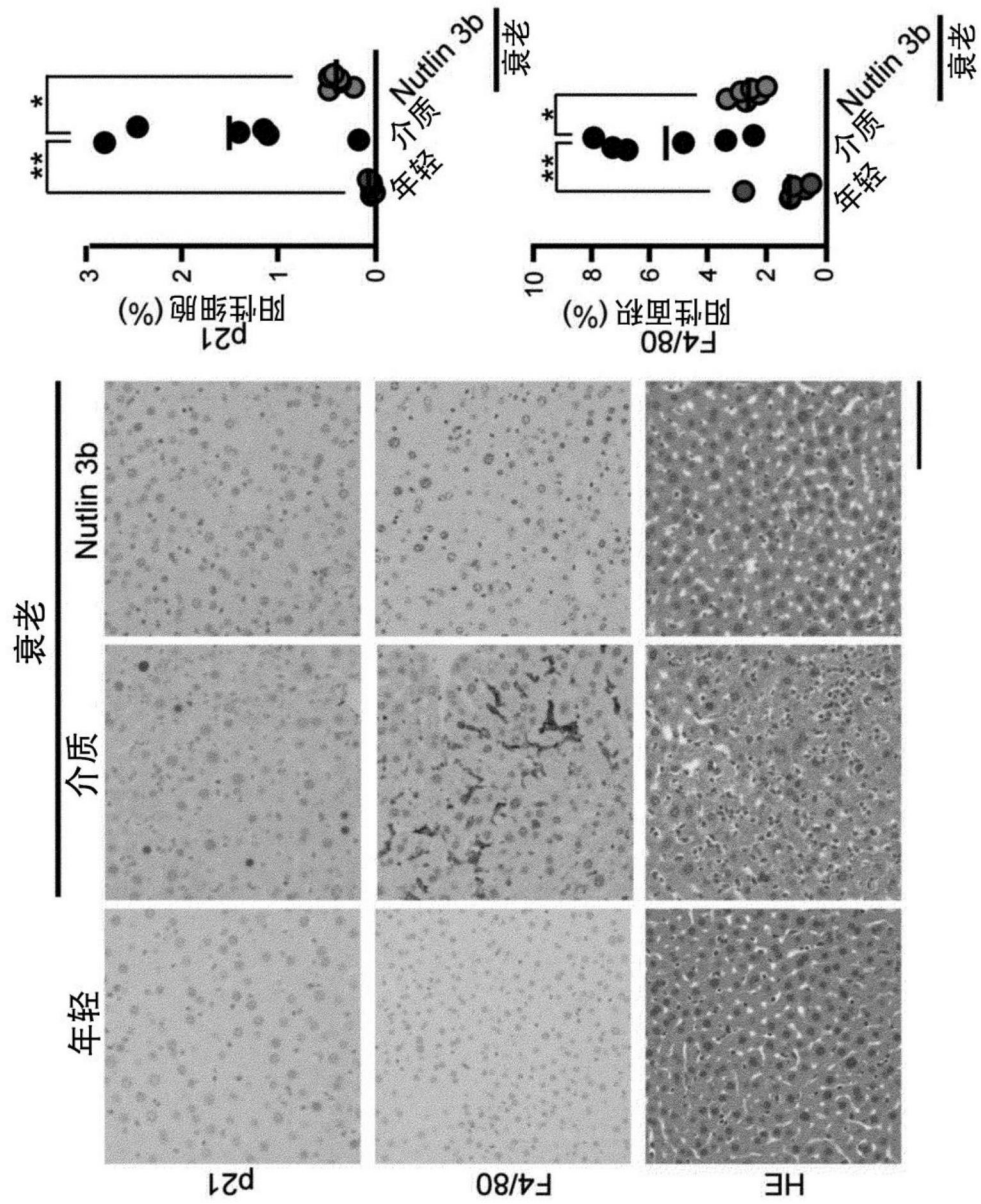 衰老
年轻
介质
Nutlin 3b
p21
F4/80
HE
p21
阳性细胞 (%)
3
2
1
0
**
*
年轻
介质
Nutlin 3b
衰老
F4/80
阳性面积 (%)
10
8
6
4
2
0
**
*
年轻
介质
Nutlin 3b
衰老